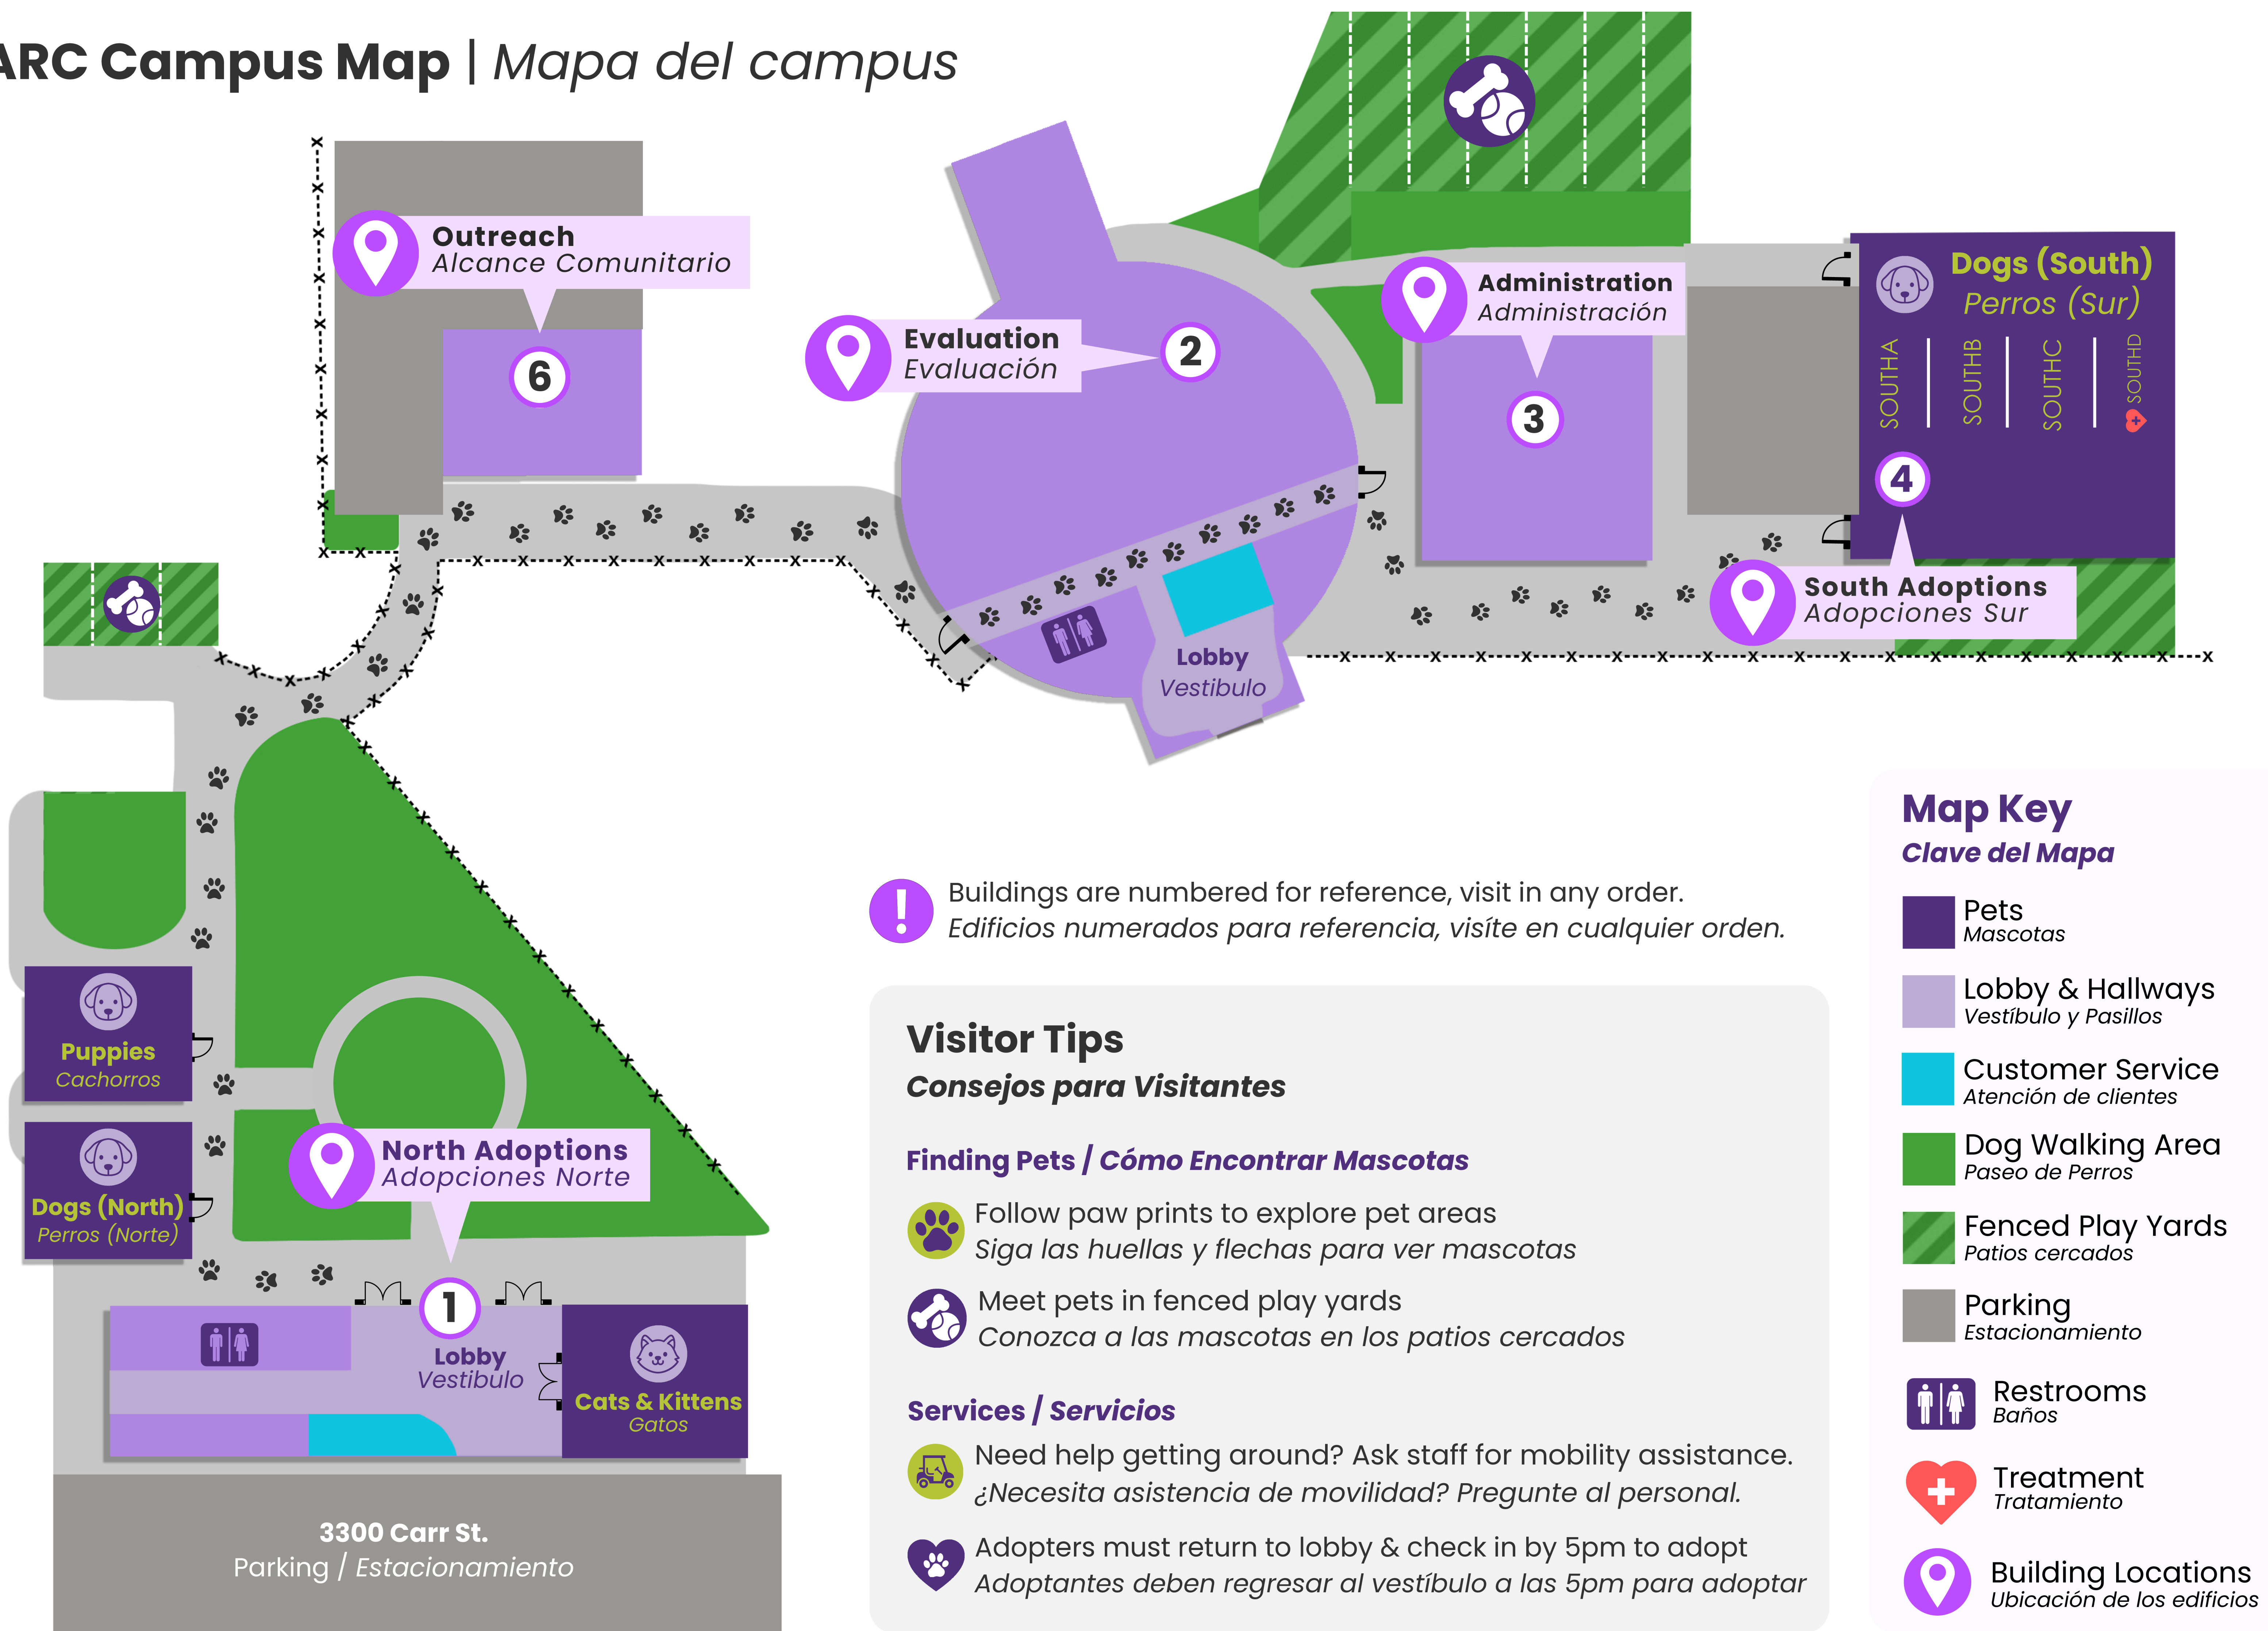 ARC Campus Map | Mapa del campus
Outreach
Alcance Comunitario
6
Evaluation
Evaluación
2
Administration
Administración
3
Dogs (South)
Perros (Sur)
SOUTHA
SOUTHB
SOUTHC
SOUTHD
4
South Adoptions
Adopciones Sur
Lobby
Vestibulo
Puppies
Cachorros
Dogs (North)
Perros (Norte)
North Adoptions
Adopciones Norte
1
Lobby
Vestibulo
Cats & Kittens
Gatos
3300 Carr St.
Parking / Estacionamiento
! Buildings are numbered for reference, visit in any order.
Edificios numerados para referencia, visíte en cualquier orden.
Visitor Tips
Consejos para Visitantes
Finding Pets / Cómo Encontrar Mascotas
Follow paw prints to explore pet areas
Siga las huellas y flechas para ver mascotas
Meet pets in fenced play yards
Conozca a las mascotas en los patios cercados
Services / Servicios
Need help getting around? Ask staff for mobility assistance.
¿Necesita asistencia de movilidad? Pregunte al personal.
Adopters must return to lobby & check in by 5pm to adopt
Adoptantes deben regresar al vestíbulo a las 5pm para adoptar
Map Key
Clave del Mapa
Pets
Mascotas
Lobby & Hallways
Vestíbulo y Pasillos
Customer Service
Atención de clientes
Dog Walking Area
Paseo de Perros
Fenced Play Yards
Patios cercados
Parking
Estacionamiento
Restrooms
Baños
Treatment
Tratamiento
Building Locations
Ubicación de los edificios